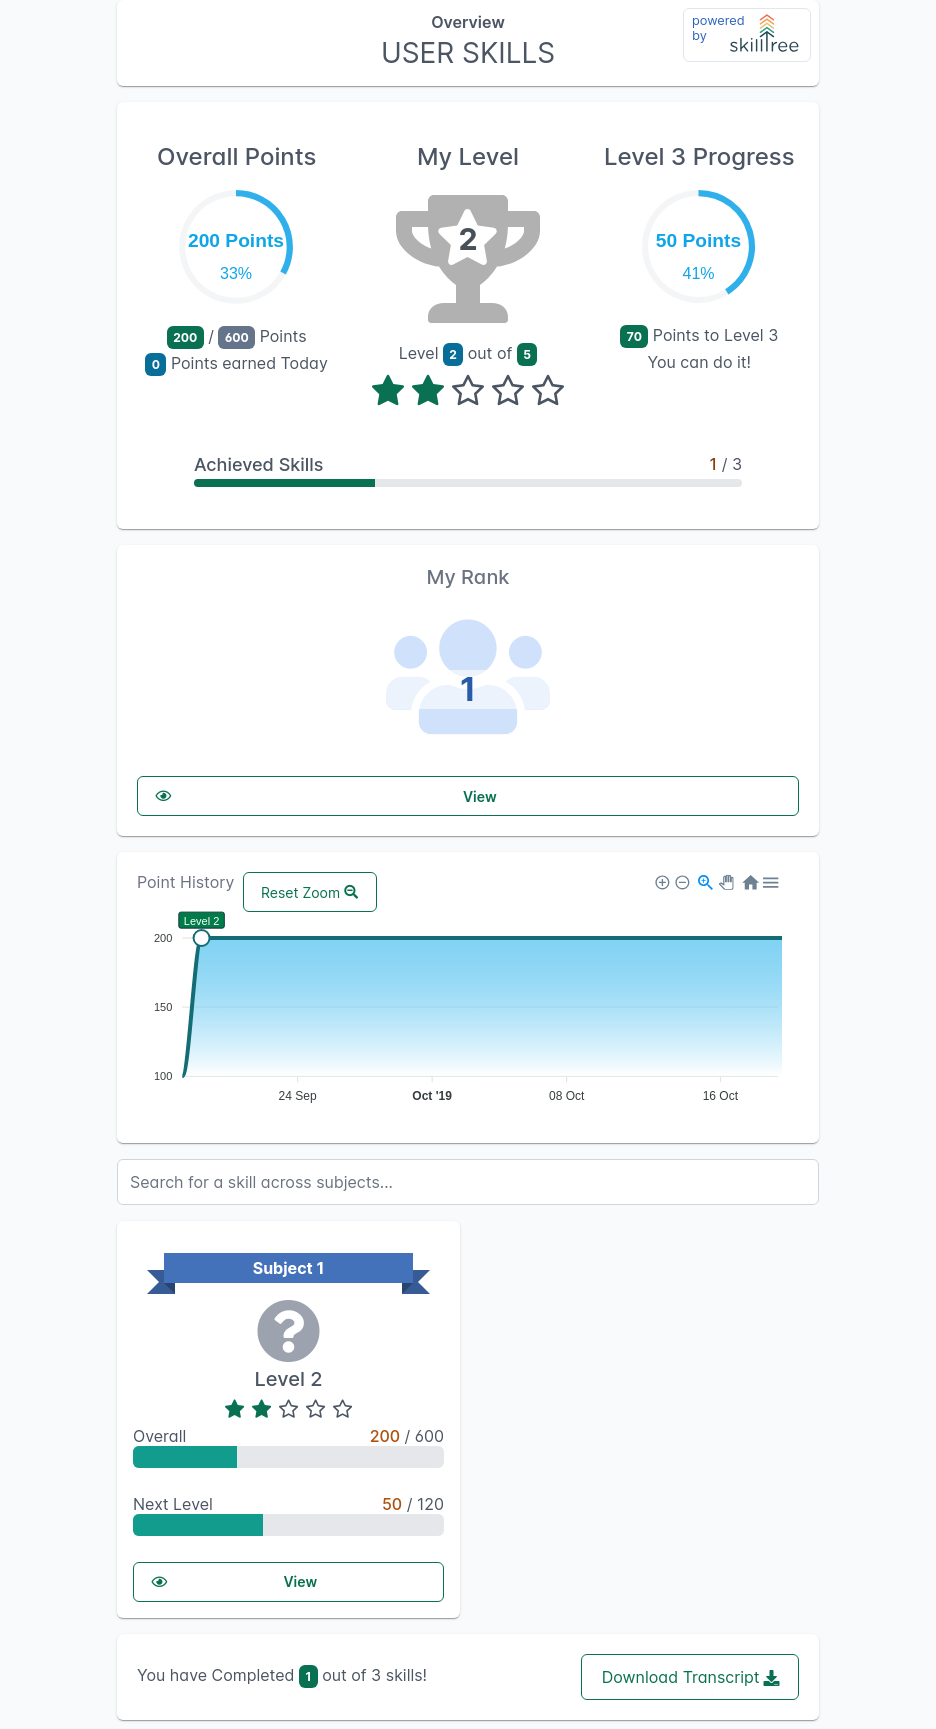 Overview
USER SKILLS
powered
by
skilltree
Overall Points
200 Points
33%
200 / 600 Points
0 Points earned Today
My Level
2
Level 2 out of 5
Level 3 Progress
50 Points
41%
70 Points to Level 3
You can do it!
Achieved Skills 1 / 3
My Rank
1
View
Point History
Reset Zoom
Level 2
200
150
100
24 Sep
Oct '19
08 Oct
16 Oct
Search for a skill across subjects...
Subject 1
Level 2
Overall 200 / 600
Next Level 50 / 120
View
You have Completed 1 out of 3 skills!
Download Transcript